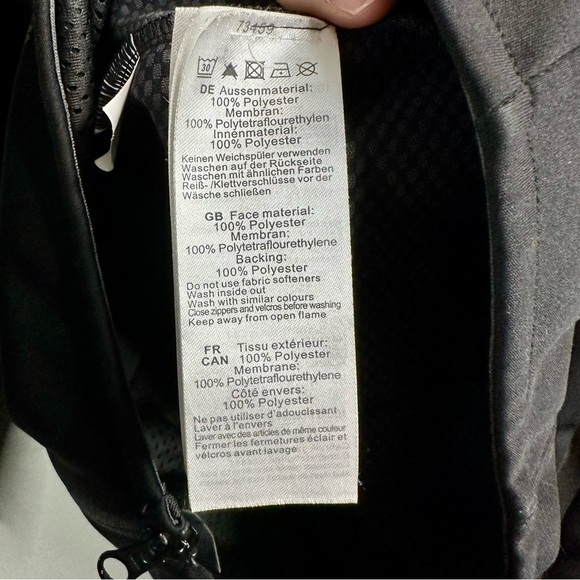 73459
30
DE Aussenmaterial:
100% Polyester
Membran:
100% Polytetraflourethylen
Innenmaterial:
100% Polyester
Keinen Weichspüler verwenden
Waschen auf der Rückseite
Waschen mit ähnlichen Farben
Reiß- /Klettverschlüsse vor der
Wäsche schließen
GB Face material:
100% Polyester
Membran:
100% Polytetraflourethylene
Backing:
100% Polyester
Do not use fabric softeners
Wash inside out
Wash with similar colours
Close zippers and velcros before washing
Keep away from open flame
FR CAN Tissu extérieur:
100% Polyester
Membrane:
100% Polytetraflourethylene
Côté envers:
100% Polyester
Ne pas utiliser d'adoucissant
Laver à l'envers
Laver avec des articles de même couleur
Fermer les fermetures éclair et
vélcros avant lavage